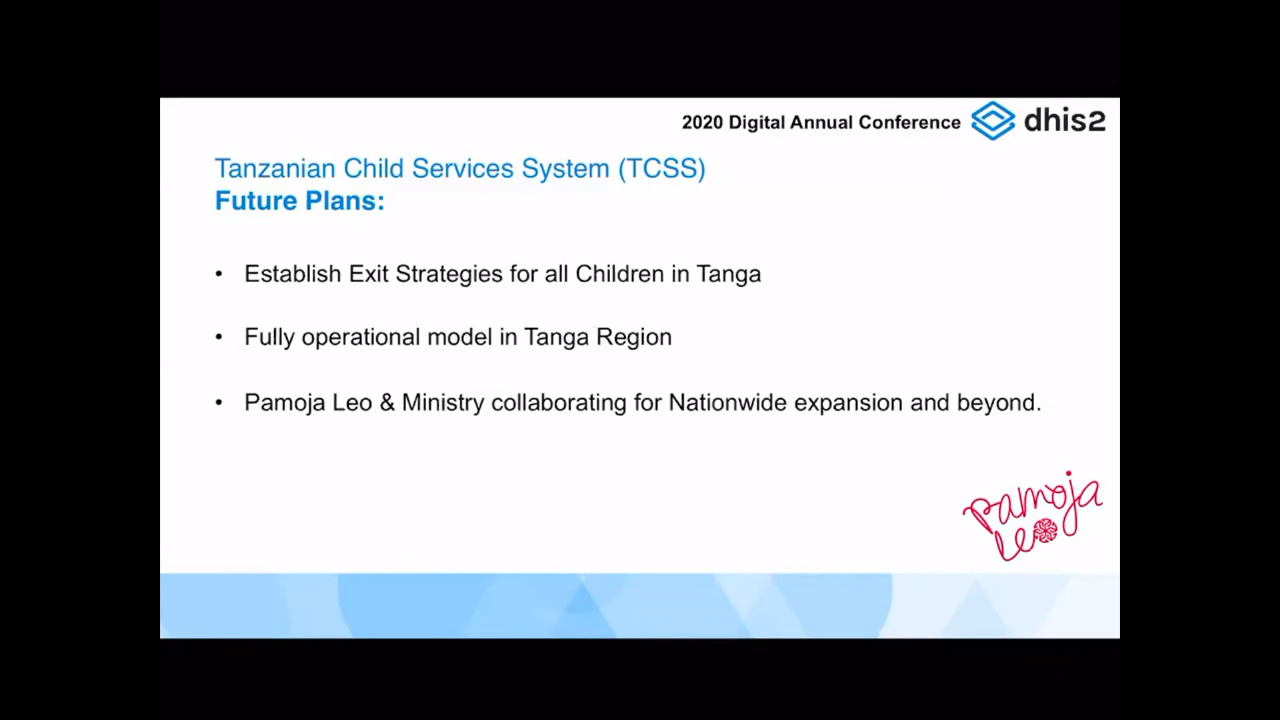 2020 Digital Annual Conference dhis2
Tanzanian Child Services System (TCSS)
Future Plans:
• Establish Exit Strategies for all Children in Tanga
• Fully operational model in Tanga Region
• Pamoja Leo & Ministry collaborating for Nationwide expansion and beyond.
pamoja
leo